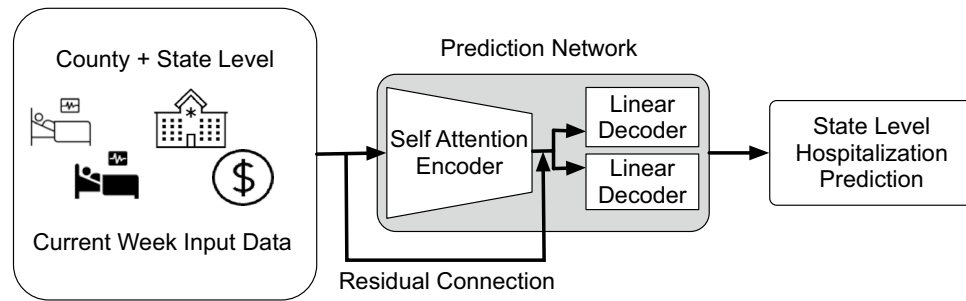 County + State Level
Current Week Input Data
Prediction Network
Self Attention
Encoder
Linear
Decoder
Linear
Decoder
Residual Connection
State Level
Hospitalization
Prediction